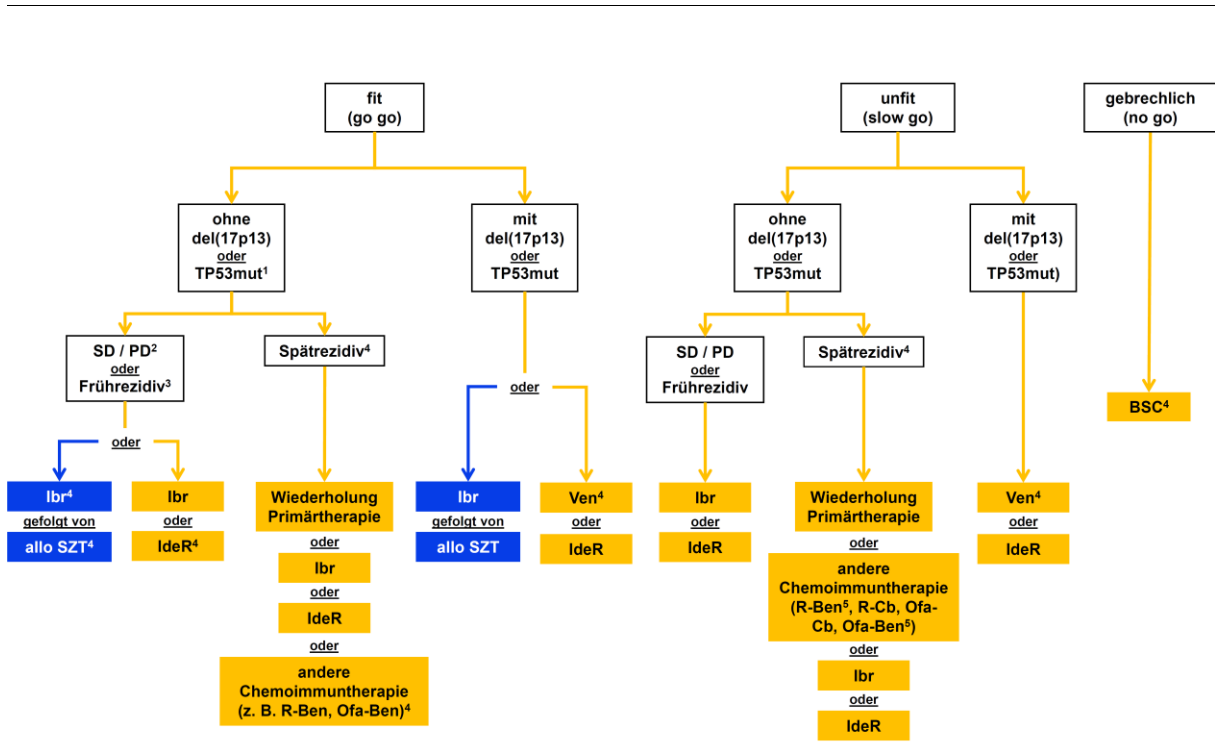 fit
(go go)
unfit
(slow go)
gebrechlich
(no go)
ohne
del(17p13)
oder
TP53mut¹
mit
del(17p13)
oder
TP53mut
ohne
del(17p13)
oder
TP53mut
mit
del(17p13)
oder
TP53mut)
SD / PD²
oder
Frührezidiv³
Spätrezidiv⁴
SD / PD
oder
Frührezidiv
Spätrezidiv⁴
oder
oder
BSC⁴
Ibr⁴
gefolgt von
allo SZT⁴
Ibr
oder
IdeR⁴
Wiederholung
Primärtherapie
oder
Ibr
oder
IdeR
oder
andere
Chemoimmuntherapie
(z. B. R-Ben, Ofa-Ben)⁴
Ibr
gefolgt von
allo SZT
Ven⁴
oder
IdeR
Ibr
oder
IdeR
Wiederholung
Primärtherapie
oder
andere
Chemoimmuntherapie
(R-Ben⁵, R-Cb, Ofa-
Cb, Ofa-Ben⁵)
oder
Ibr
oder
IdeR
Ven⁴
oder
IdeR